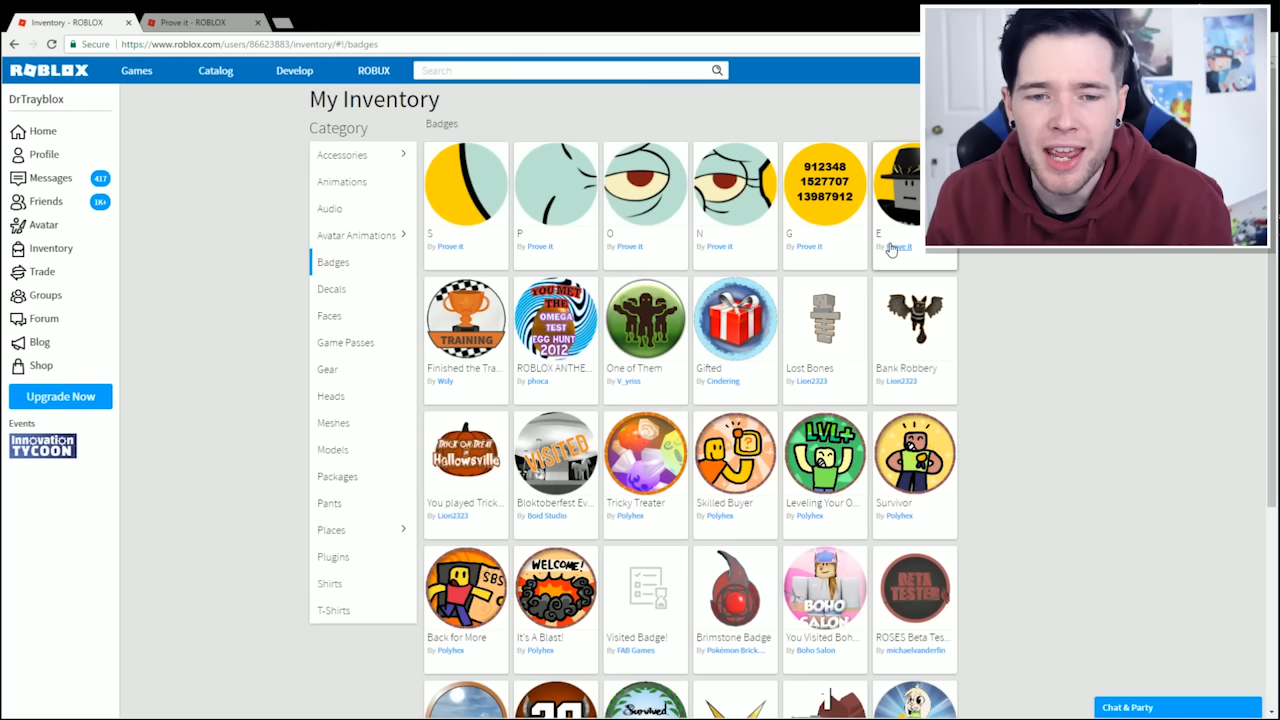 Inventory - ROBLOX
Prove it - ROBLOX
Secure
https://www.roblox.com/users/86623883/inventory/#!/badges
ROBLOX
Games
Catalog
Develop
ROBUX
Search
DrTrayblox
Home
Profile
Messages 417
Friends 1K+
Avatar
Inventory
Trade
Groups
Forum
Blog
Shop
Upgrade Now
Events
Innovation
TYCOON
My Inventory
Category
Accessories
Animations
Audio
Avatar Animations
Badges
Decals
Faces
Game Passes
Gear
Heads
Meshes
Models
Packages
Pants
Places
Plugins
Shirts
T-Shirts
Badges
912348
1527707
13987912
S
By Prove it
P
By Prove it
O
By Prove it
N
By Prove it
G
By Prove it
E
By Prove it
TRAINING
YOU MET
THE
OMEGA
TEST
EGG HUNT
2012
Finished the Tra...
By Wsly
ROBLOX ANTHE...
By phoca
One of Them
By V_yriss
Gifted
By Cindering
Lost Bones
By Lion2323
Bank Robbery
By Lion2323
TRICK OR TREAT
IN
Hallowsville
VISITED
LVL+
You played Trick...
By Lion2323
Bloktoberfest Ev...
By Boid Studio
Tricky Treater
By Polyhex
Skilled Buyer
By Polyhex
Leveling Your O...
By Polyhex
Survivor
By Polyhex
SBS
WELCOME!
BOHO
SALON
BETA
TESTER
Back for More
By Polyhex
It's A Blast!
By Polyhex
Visited Badge!
By FAB Games
Brimstone Badge
By Pokémon Brick...
You Visited Boh...
By Boho Salon
ROSES Beta Tes...
By michaelvanderfin
Survived
Chat & Party